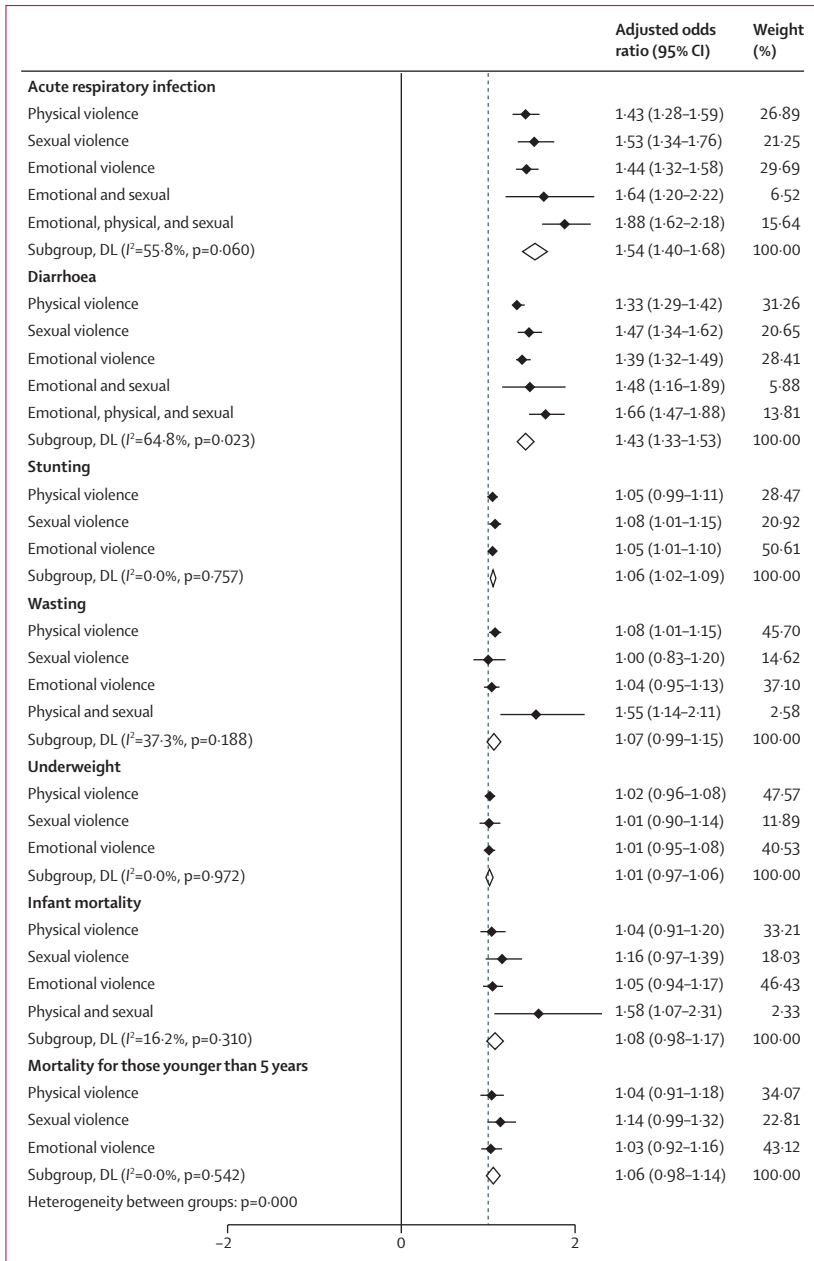 Adjusted odds ratio (95% CI) Weight (%)
Acute respiratory infection
Physical violence 1·43 (1·28–1·59) 26·89
Sexual violence 1·53 (1·34–1·76) 21·25
Emotional violence 1·44 (1·32–1·58) 29·69
Emotional and sexual 1·64 (1·20–2·22) 6·52
Emotional, physical, and sexual 1·88 (1·62–2·18) 15·64
Subgroup, DL (I²=55·8%, p=0·060) 1·54 (1·40–1·68) 100·00
Diarrhoea
Physical violence 1·33 (1·29–1·42) 31·26
Sexual violence 1·47 (1·34–1·62) 20·65
Emotional violence 1·39 (1·32–1·49) 28·41
Emotional and sexual 1·48 (1·16–1·89) 5·88
Emotional, physical, and sexual 1·66 (1·47–1·88) 13·81
Subgroup, DL (I²=64·8%, p=0·023) 1·43 (1·33–1·53) 100·00
Stunting
Physical violence 1·05 (0·99–1·11) 28·47
Sexual violence 1·08 (1·01–1·15) 20·92
Emotional violence 1·05 (1·01–1·10) 50·61
Subgroup, DL (I²=0·0%, p=0·757) 1·06 (1·02–1·09) 100·00
Wasting
Physical violence 1·08 (1·01–1·15) 45·70
Sexual violence 1·00 (0·83–1·20) 14·62
Emotional violence 1·04 (0·95–1·13) 37·10
Physical and sexual 1·55 (1·14–2·11) 2·58
Subgroup, DL (I²=37·3%, p=0·188) 1·07 (0·99–1·15) 100·00
Underweight
Physical violence 1·02 (0·96–1·08) 47·57
Sexual violence 1·01 (0·90–1·14) 11·89
Emotional violence 1·01 (0·95–1·08) 40·53
Subgroup, DL (I²=0·0%, p=0·972) 1·01 (0·97–1·06) 100·00
Infant mortality
Physical violence 1·04 (0·91–1·20) 33·21
Sexual violence 1·16 (0·97–1·39) 18·03
Emotional violence 1·05 (0·94–1·17) 46·43
Physical and sexual 1·58 (1·07–2·31) 2·33
Subgroup, DL (I²=16·2%, p=0·310) 1·08 (0·98–1·17) 100·00
Mortality for those younger than 5 years
Physical violence 1·04 (0·91–1·18) 34·07
Sexual violence 1·14 (0·99–1·32) 22·81
Emotional violence 1·03 (0·92–1·16) 43·12
Subgroup, DL (I²=0·0%, p=0·542) 1·06 (0·98–1·14) 100·00
Heterogeneity between groups: p=0·000
–2 0 2